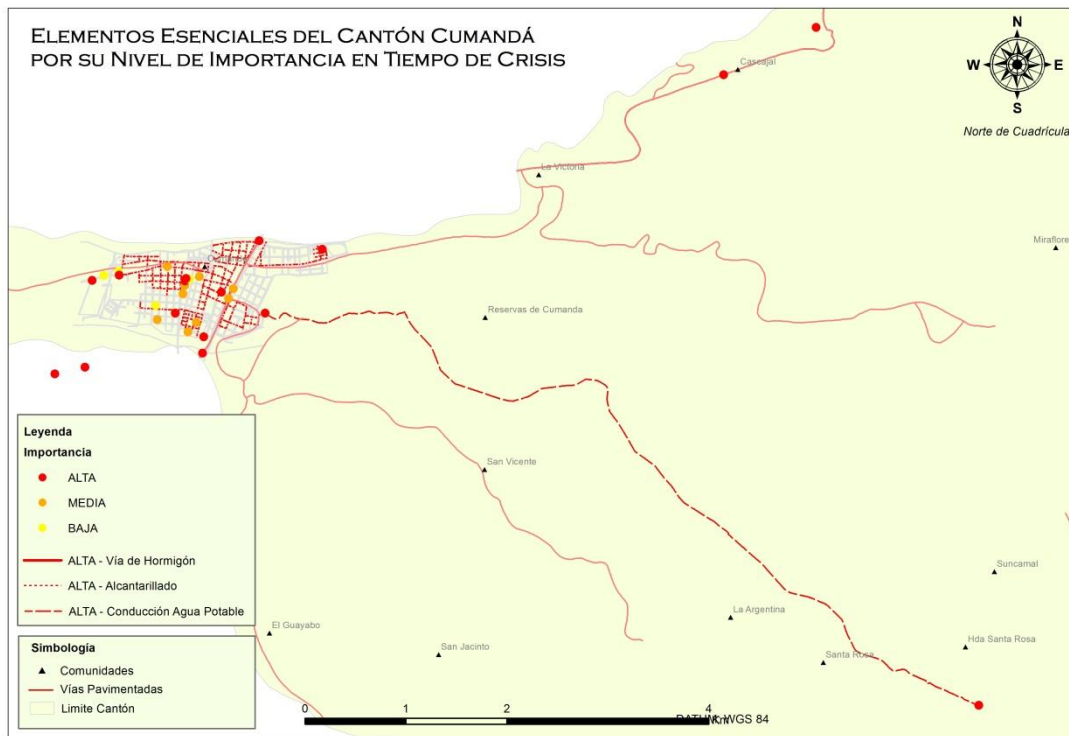 ELEMENTOS ESENCIALES DEL CANTÓN CUMANDÁ
POR SU NIVEL DE IMPORTANCIA EN TIEMPO DE CRISIS
N
W E
S
Norte de Cuadrícula
Cascajal
La Victoria
Miraflore
Reservas de Cumanda
San Vicente
Suncamal
La Argentina
El Guayabo
San Jacinto
Santa Rosa
Hda Santa Rosa
Leyenda
Importancia
ALTA
MEDIA
BAJA
ALTA - Vía de Hormigón
ALTA - Alcantarillado
ALTA - Conducción Agua Potable
Simbología
Comunidades
Vías Pavimentadas
Limite Cantón
0 1 2 4
Km
DATUM: WGS 84